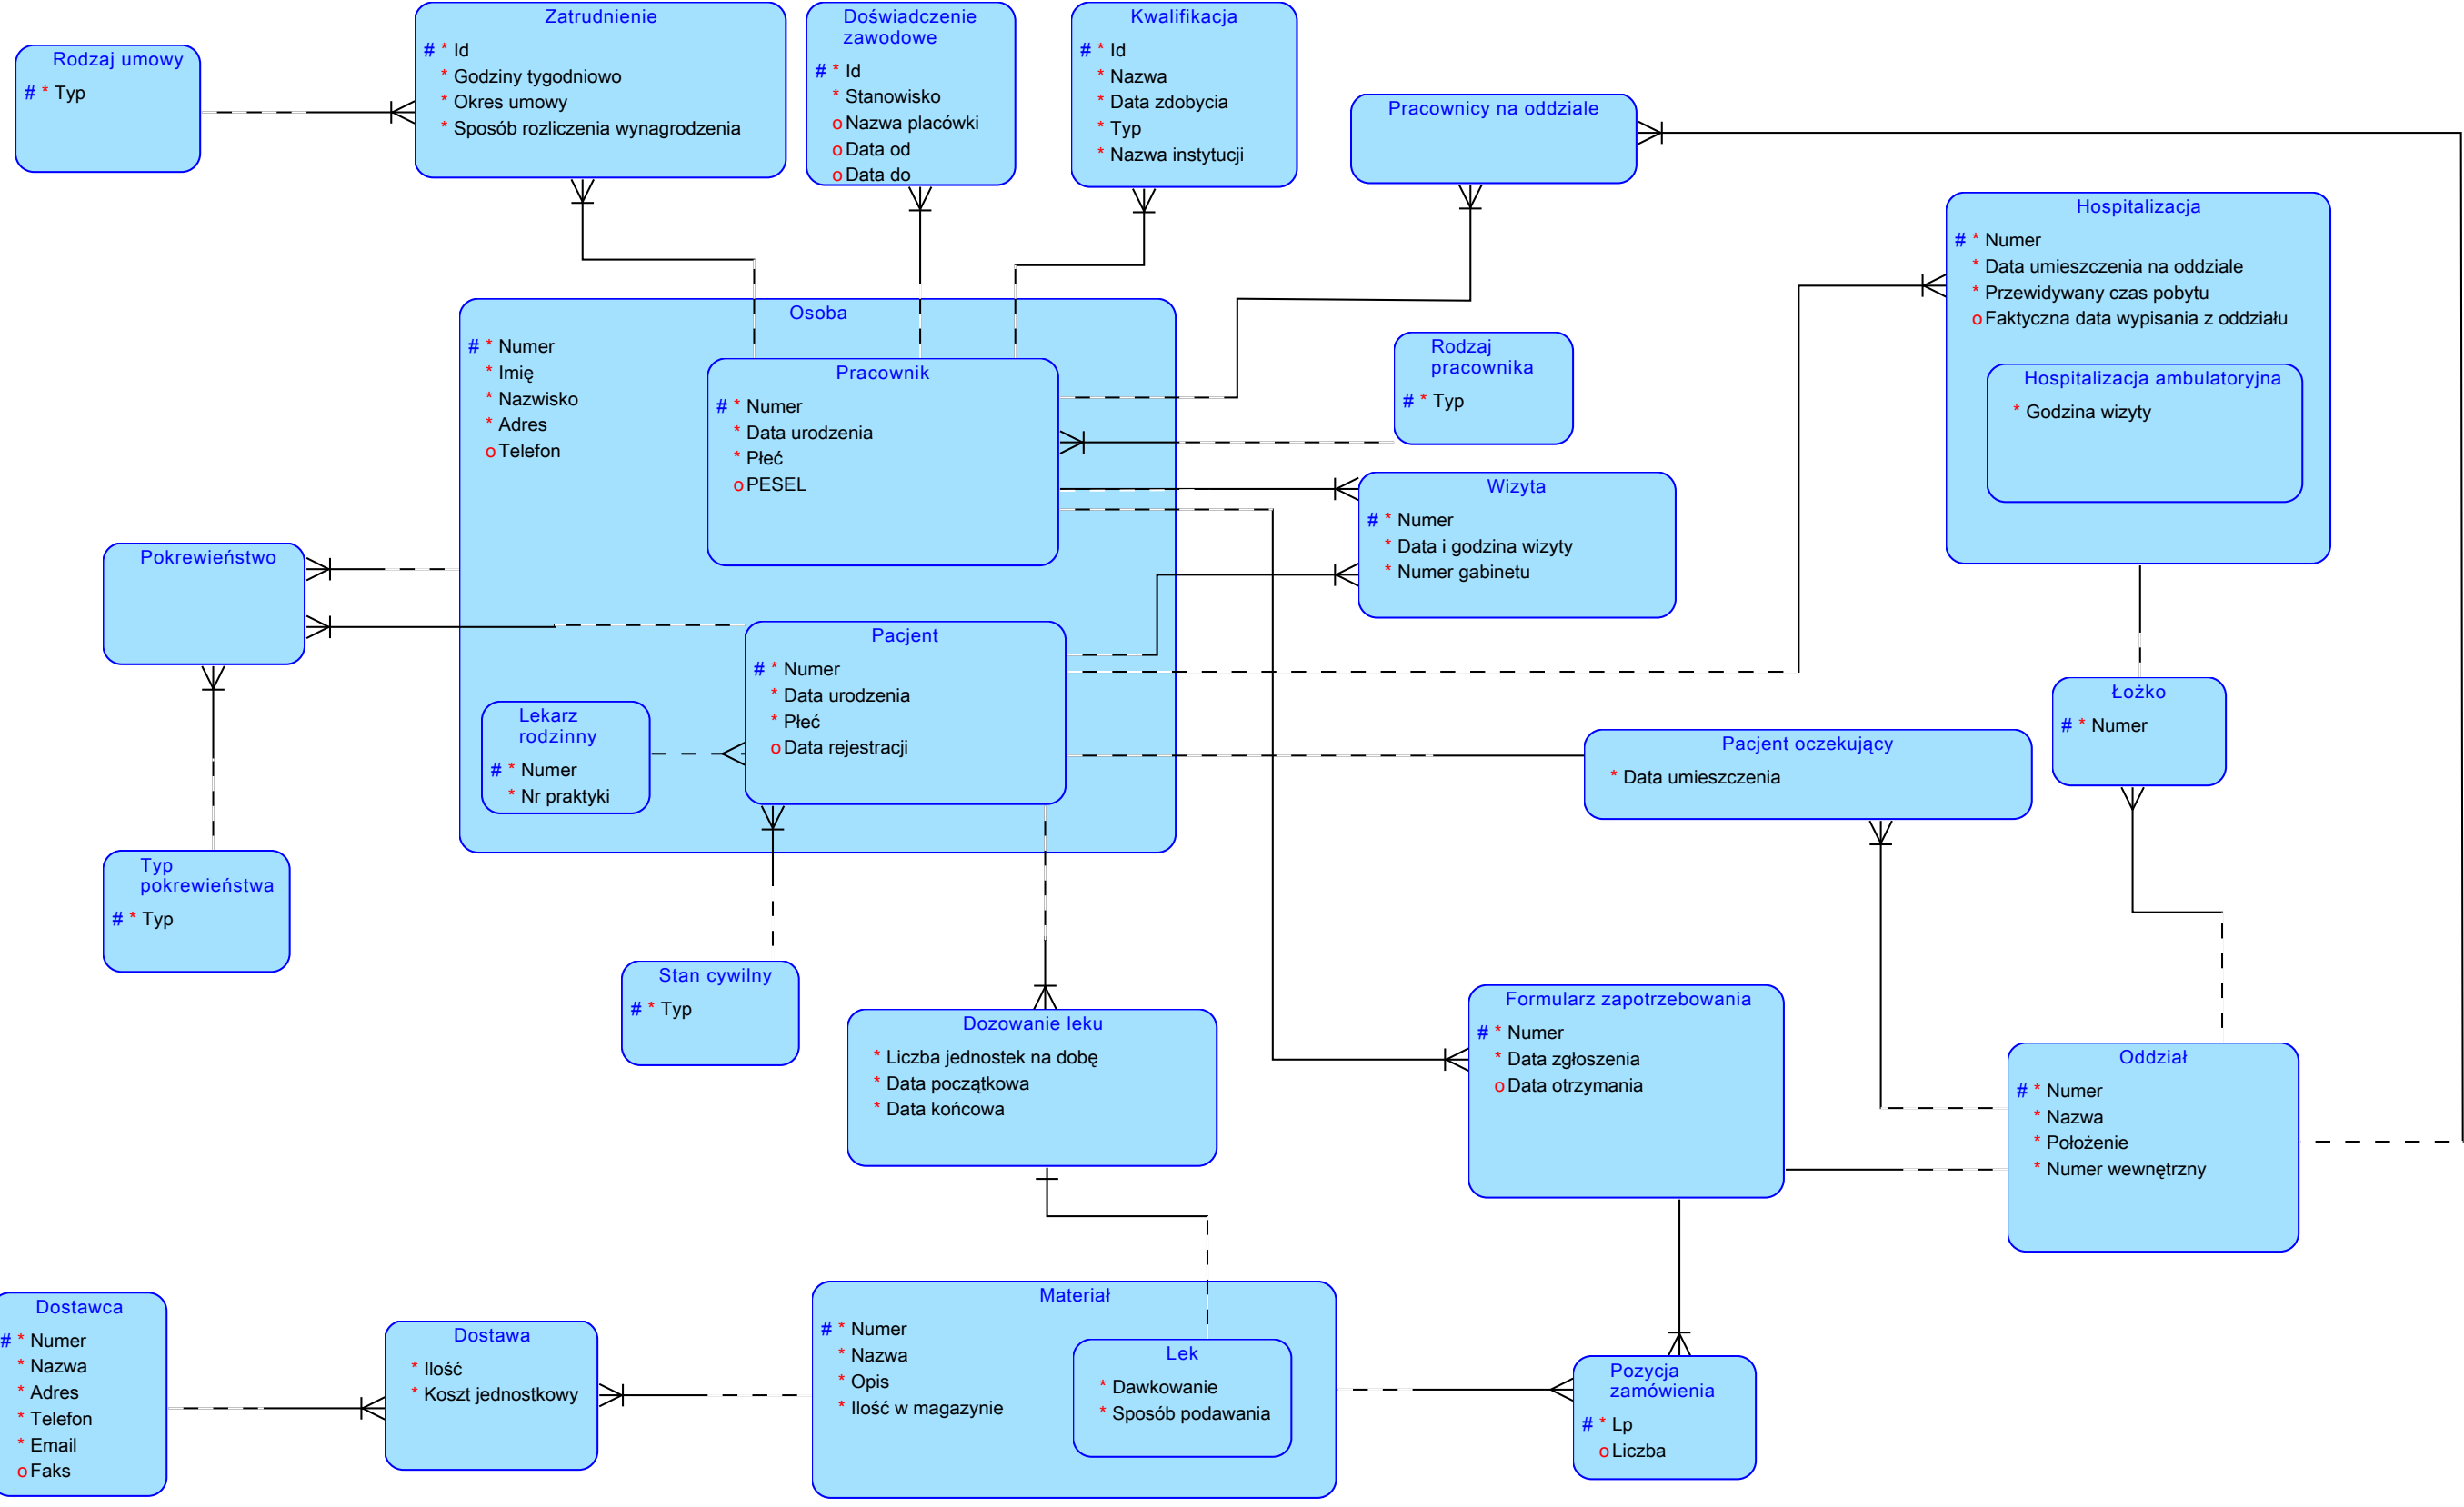 Zatrudnienie
# * Id
* Godziny tygodniowo
* Okres umowy
* Sposób rozliczenia wynagrodzenia
Doświadczenie
zawodowe
# * Id
* Stanowisko
o Nazwa placówki
o Data od
o Data do
Kwalifikacja
# * Id
* Nazwa
* Data zdobycia
* Typ
* Nazwa instytucji
Rodzaj umowy
# * Typ
Pracownicy na oddziale
Hospitalizacja
# * Numer
* Data umieszczenia na oddziale
* Przewidywany czas pobytu
o Faktyczna data wypisania z oddziału
Hospitalizacja ambulatoryjna
* Godzina wizyty
Osoba
# * Numer
* Imię
* Nazwisko
* Adres
o Telefon
Pracownik
# * Numer
* Data urodzenia
* Płeć
o PESEL
Rodzaj
pracownika
# * Typ
Wizyta
# * Numer
* Data i godzina wizyty
* Numer gabinetu
Pokrewieństwo
Pacjent
# * Numer
* Data urodzenia
* Płeć
o Data rejestracji
Lekarz
rodzinny
# * Numer
* Nr praktyki
Łożko
# * Numer
Pacjent oczekujący
* Data umieszczenia
Typ
pokrewieństwa
# * Typ
Stan cywilny
# * Typ
Dozowanie leku
* Liczba jednostek na dobę
* Data początkowa
* Data końcowa
Formularz zapotrzebowania
# * Numer
* Data zgłoszenia
o Data otrzymania
Oddział
# * Numer
* Nazwa
* Położenie
* Numer wewnętrzny
Dostawca
# * Numer
* Nazwa
* Adres
* Telefon
* Email
o Faks
Dostawa
* Ilość
* Koszt jednostkowy
Materiał
# * Numer
* Nazwa
* Opis
* Ilość w magazynie
Lek
* Dawkowanie
* Sposób podawania
Pozycja
zamówienia
# * Lp
o Liczba